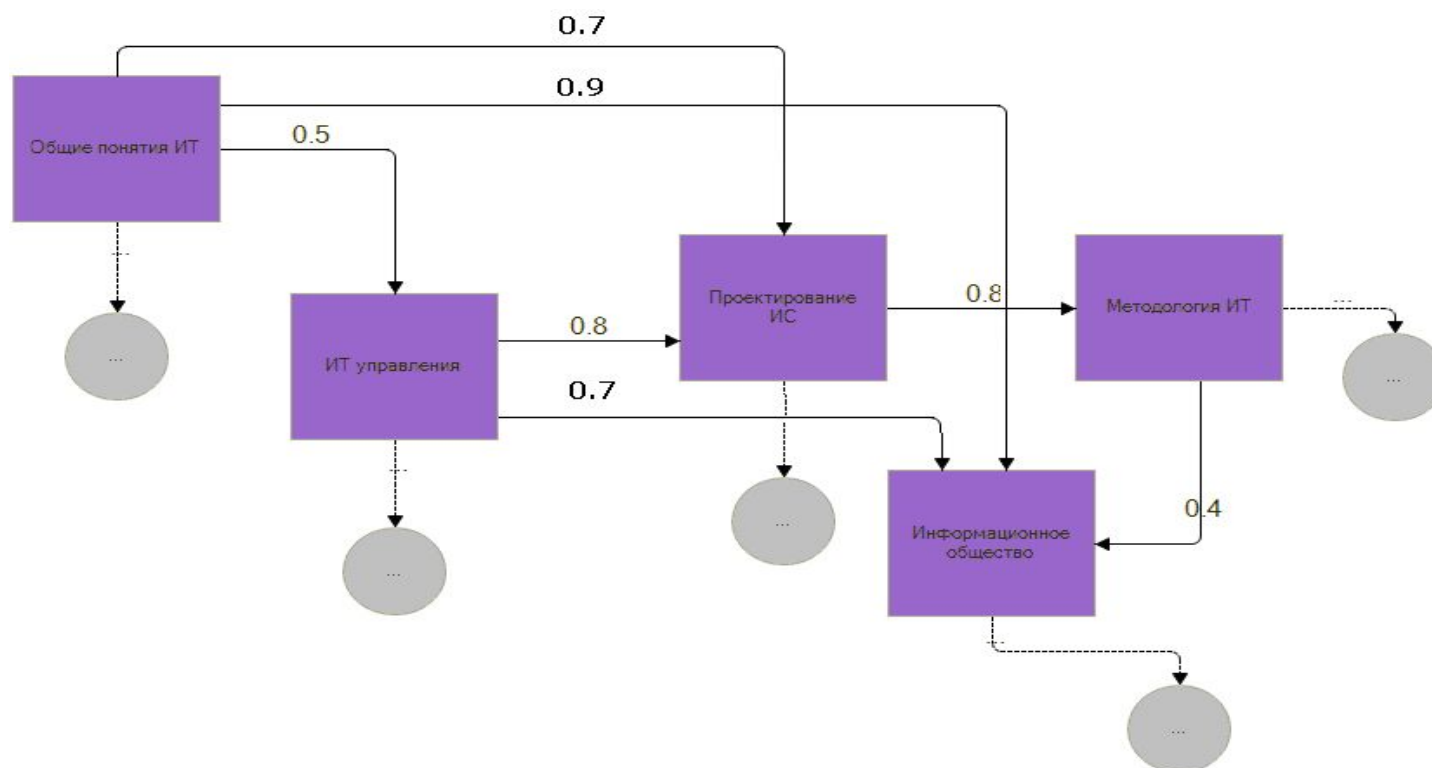 0.7
0.9
Общие понятия ИТ
0.5
Проектирование
ИС
0.8
Методология ИТ
...
0.8
ИТ управления
...
0.7
...
...
0.4
Информационное
общество
...
...
...
...
...